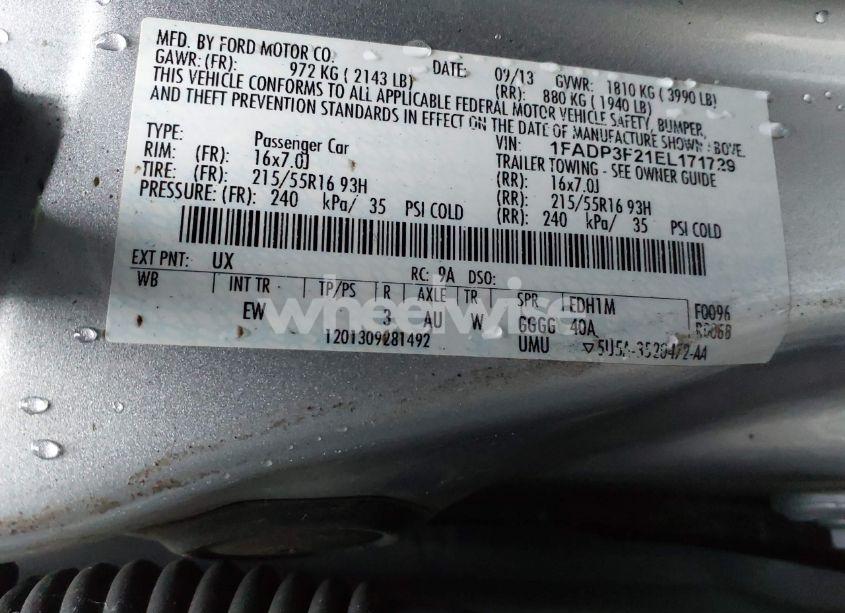 MFD. BY FORD MOTOR CO. DATE: 09/13 GVWR: 1810 KG ( 3990 LB)
GAWR: (FR): 972 KG ( 2143 LB) (RR): 880 KG ( 1940 LB)
THIS VEHICLE CONFORMS TO ALL APPLICABLE FEDERAL MOTOR VEHICLE SAFETY, BUMPER,
AND THEFT PREVENTION STANDARDS IN EFFECT ON THE DATE OF MANUFACTURE SHOWN ABOVE.
VIN: 1FADP3F21EL171729
TYPE: Passenger Car TRAILER TOWING - SEE OWNER GUIDE
RIM: (FR): 16x7.0J (RR): 16x7.0J
TIRE: (FR): 215/55R16 93H (RR): 215/55R16 93H
PRESSURE: (FR): 240 kPa/ 35 PSI COLD (RR): 240 kPa/ 35 PSI COLD
EXT PNT: UX RC: 9A DSO:
WB INT TR TP/PS R AXLE TR SPR EDH1M F0096
EW 3 AU W GGGG 40A
1201309281492 UMU
wheelwise